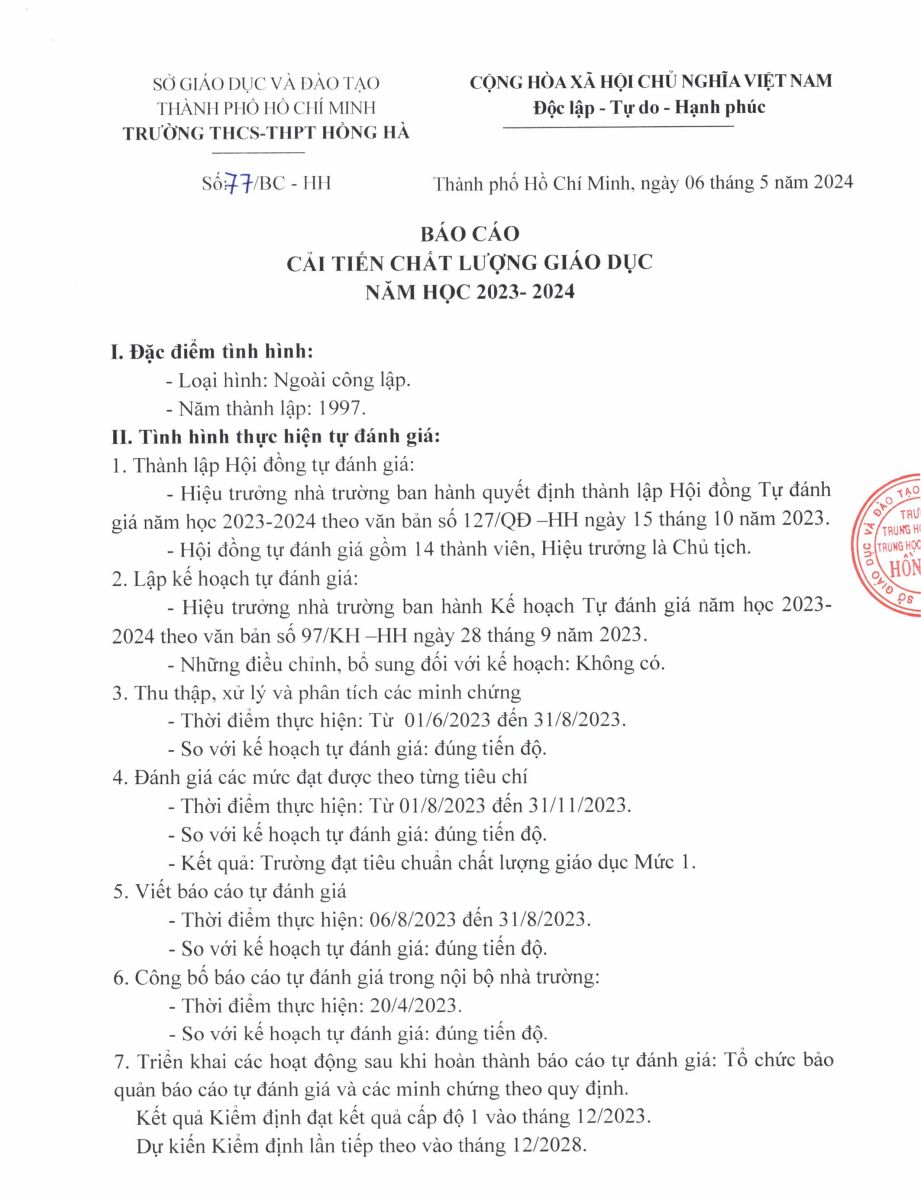 SỞ GIÁO DỤC VÀ ĐÀO TẠO
THÀNH PHỐ HỒ CHÍ MINH
TRƯỜNG THCS-THPT HỒNG HÀ
CỘNG HÒA XÃ HỘI CHỦ NGHĨA VIỆT NAM
Độc lập - Tự do - Hạnh phúc
Số:77/BC - HH
Thành phố Hồ Chí Minh, ngày 06 tháng 5 năm 2024
BÁO CÁO
CẢI TIẾN CHẤT LƯỢNG GIÁO DỤC
NĂM HỌC 2023- 2024
I. Đặc điểm tình hình:
- Loại hình: Ngoài công lập.
- Năm thành lập: 1997.
II. Tình hình thực hiện tự đánh giá:
1. Thành lập Hội đồng tự đánh giá:
- Hiệu trưởng nhà trường ban hành quyết định thành lập Hội đồng Tự đánh
giá năm học 2023-2024 theo văn bản số 127/QĐ –HH ngày 15 tháng 10 năm 2023.
- Hội đồng tự đánh giá gồm 14 thành viên, Hiệu trưởng là Chủ tịch.
2. Lập kế hoạch tự đánh giá:
- Hiệu trưởng nhà trường ban hành Kế hoạch Tự đánh giá năm học 2023-
2024 theo văn bản số 97/KH –HH ngày 28 tháng 9 năm 2023.
- Những điều chỉnh, bổ sung đối với kế hoạch: Không có.
3. Thu thập, xử lý và phân tích các minh chứng
- Thời điểm thực hiện: Từ 01/6/2023 đến 31/8/2023.
- So với kế hoạch tự đánh giá: đúng tiến độ.
4. Đánh giá các mức đạt được theo từng tiêu chí
- Thời điểm thực hiện: Từ 01/8/2023 đến 31/11/2023.
- So với kế hoạch tự đánh giá: đúng tiến độ.
- Kết quả: Trường đạt tiêu chuẩn chất lượng giáo dục Mức 1.
5. Viết báo cáo tự đánh giá
- Thời điểm thực hiện: 06/8/2023 đến 31/8/2023.
- So với kế hoạch tự đánh giá: đúng tiến độ.
6. Công bố báo cáo tự đánh giá trong nội bộ nhà trường:
- Thời điểm thực hiện: 20/4/2023.
- So với kế hoạch tự đánh giá: đúng tiến độ.
7. Triển khai các hoạt động sau khi hoàn thành báo cáo tự đánh giá: Tổ chức bảo
quản báo cáo tự đánh giá và các minh chứng theo quy định.
Kết quả Kiểm định đạt kết quả cấp độ 1 vào tháng 12/2023.
Dự kiến Kiểm định lần tiếp theo vào tháng 12/2028.
SỞ GIÁO DỤC VÀ ĐÀO TẠO
TRUNG HỌC